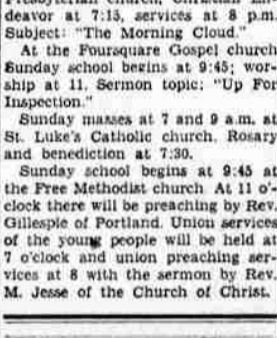 Presbyterian Church, Christian En-
deavor at 7:15, services at 8 p.m.
Subject: "The Morning Cloud."
At the Foursquare Gospel church
Sunday school begins at 9:45; wor-
ship at 11. Sermon topic: "Up For
Inspection."
Sunday masses at 7 and 9 a.m. at
St. Luke's Catholic church. Rosary
and benediction at 7:30.
Sunday school begins at 9:45 at
the Free Methodist church At 11 o'-
clock there will be preaching by Rev.
Gillespie of Portland. Union services
of the young people will be held at
7 o'clock and union preaching ser-
vices at 8 with the sermon by Rev.
M. Jesse of the Church of Christ.